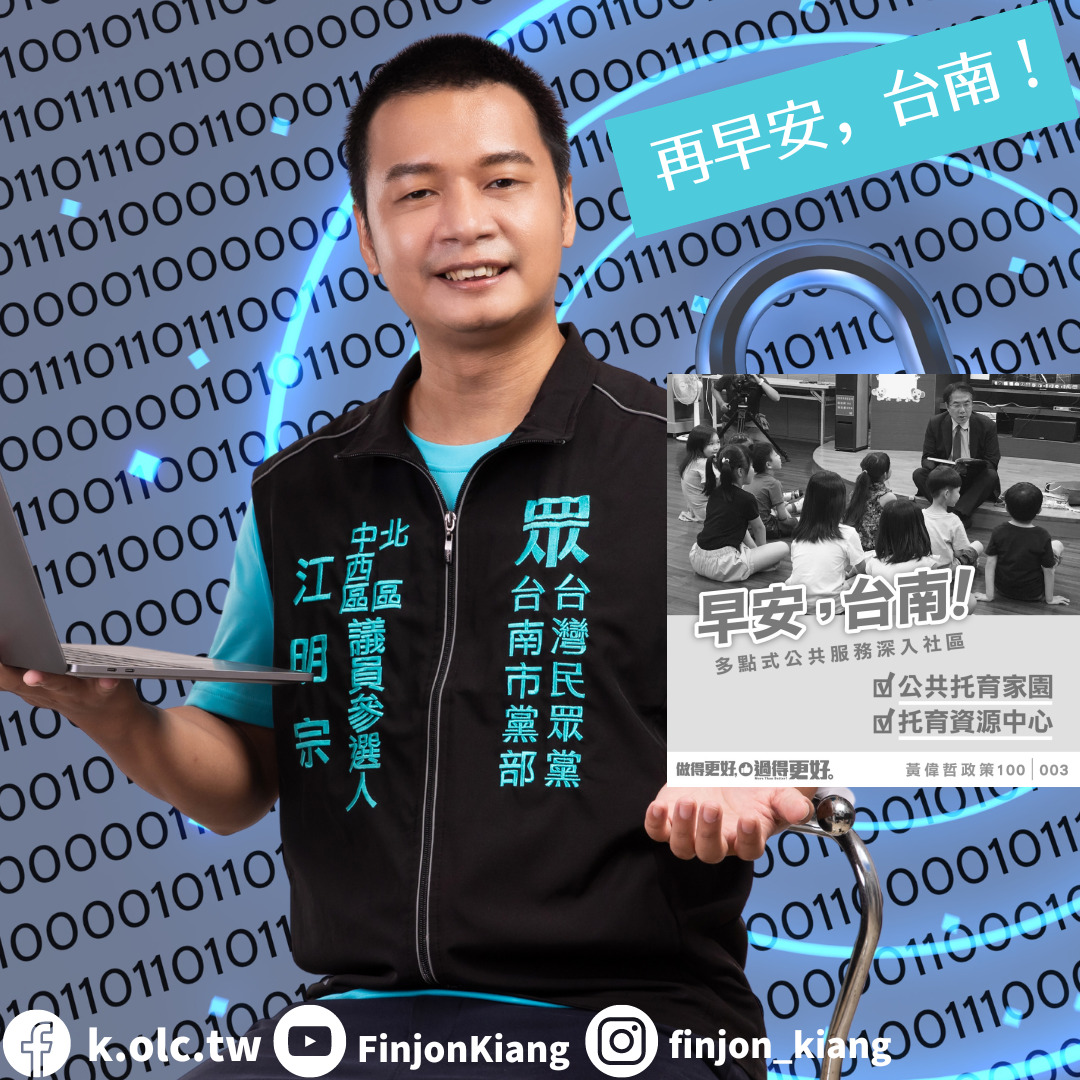 再早安，台南！
北區
中西區
議員參選人
江明宗
眾
台灣民眾黨
台南市黨部
早安，台南！
多點式公共服務深入社區
公共托育家園
托育資源中心
做得更好，過得更好。
黃偉哲政策100 | 003
k.olc.tw
FinjonKiang
finjon_kiang